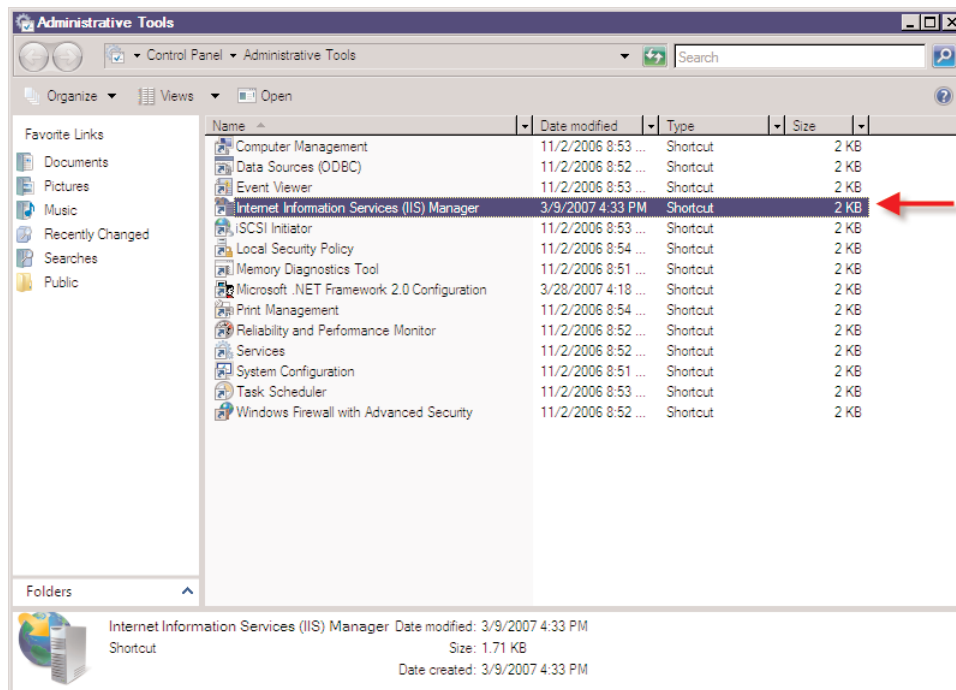 Administrative Tools
Control Panel Administrative Tools
Search
Organize Views Open
Favorite Links
Documents
Pictures
Music
Recently Changed
Searches
Public
Folders
Name Date modified Type Size
Computer Management 11/2/2006 8:53 ... Shortcut 2 KB
Data Sources (ODBC) 11/2/2006 8:52 ... Shortcut 2 KB
Event Viewer 11/2/2006 8:53 ... Shortcut 2 KB
Internet Information Services (IIS) Manager 3/9/2007 4:33 PM Shortcut 2 KB
iSCSI Initiator 11/2/2006 8:53 ... Shortcut 2 KB
Local Security Policy 11/2/2006 8:54 ... Shortcut 2 KB
Memory Diagnostics Tool 11/2/2006 8:51 ... Shortcut 2 KB
Microsoft .NET Framework 2.0 Configuration 3/28/2007 4:18 ... Shortcut 2 KB
Print Management 11/2/2006 8:54 ... Shortcut 2 KB
Reliability and Performance Monitor 11/2/2006 8:52 ... Shortcut 2 KB
Services 11/2/2006 8:52 ... Shortcut 2 KB
System Configuration 11/2/2006 8:51 ... Shortcut 2 KB
Task Scheduler 11/2/2006 8:53 ... Shortcut 2 KB
Windows Firewall with Advanced Security 11/2/2006 8:52 ... Shortcut 2 KB
Internet Information Services (IIS) Manager Date modified: 3/9/2007 4:33 PM
Shortcut Size: 1.71 KB
Date created: 3/9/2007 4:33 PM